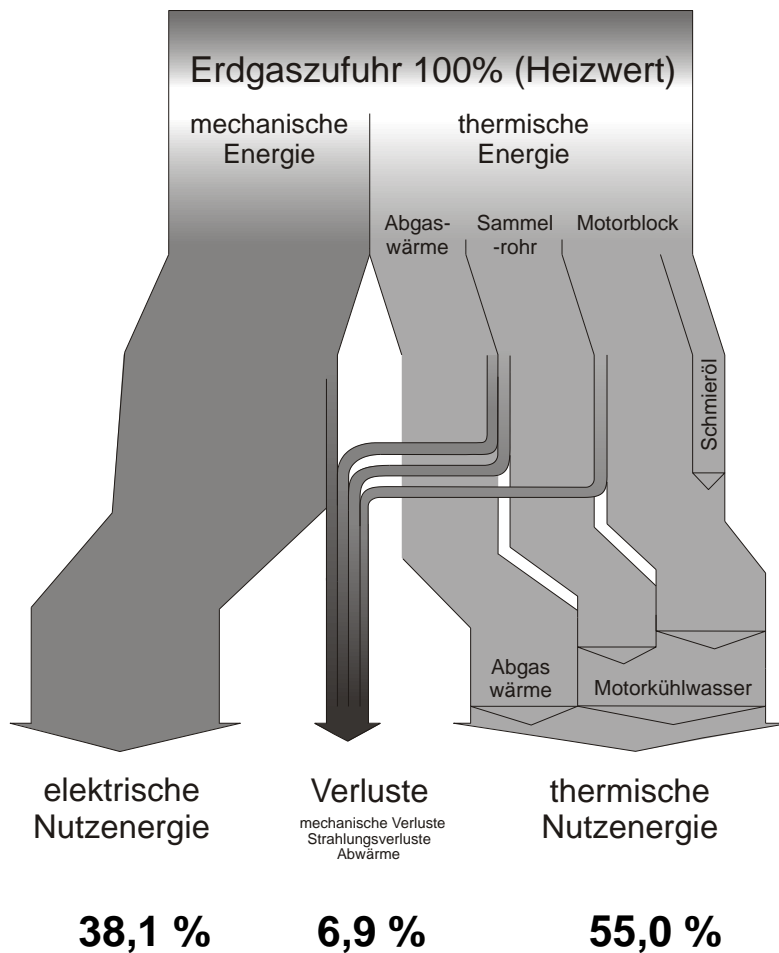 Erdgaszufuhr 100% (Heizwert)
mechanische
Energie
thermische
Energie
Abgas-
wärme
Sammel
-rohr
Motorblock
Schmieröl
Abgas
wärme
Motorkühlwasser
elektrische
Nutzenergie
Verluste
mechanische Verluste
Strahlungsverluste
Abwärme
thermische
Nutzenergie
38,1 %
6,9 %
55,0 %